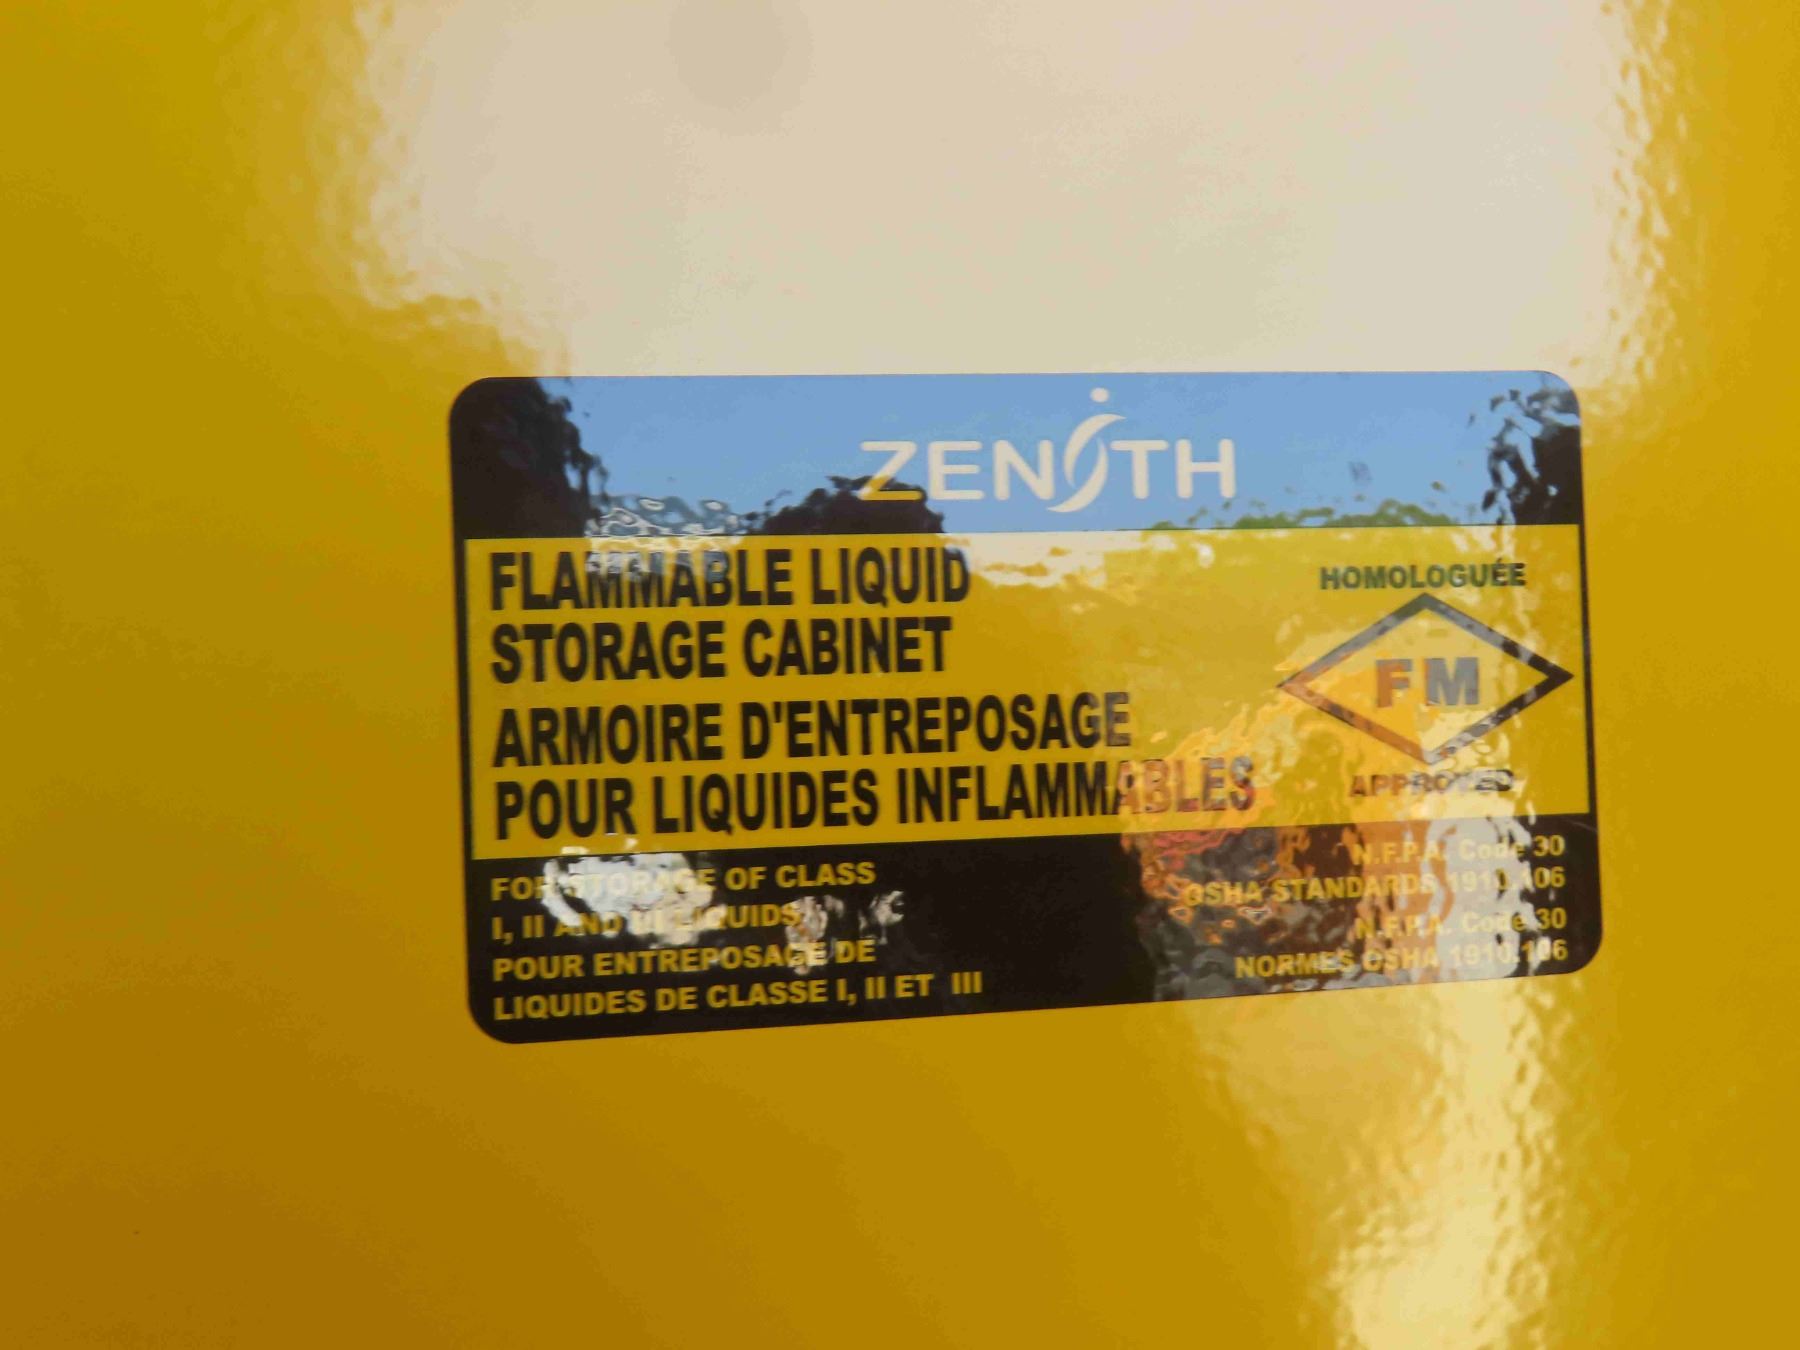 ZENITH
FLAMMABLE LIQUID
STORAGE CABINET
ARMOIRE D'ENTREPOSAGE
POUR LIQUIDES INFLAMMABLES
HOMOLOGUÉE
FM
APPROVED
FOR STORAGE OF CLASS
I, II AND III LIQUIDS
POUR ENTREPOSAGE DE
LIQUIDES DE CLASSE I, II ET III
N.F.P.A. Code 30
OSHA STANDARDS 1910.106
N.F.P.A. Code 30
NORMES OSHA 1910.106